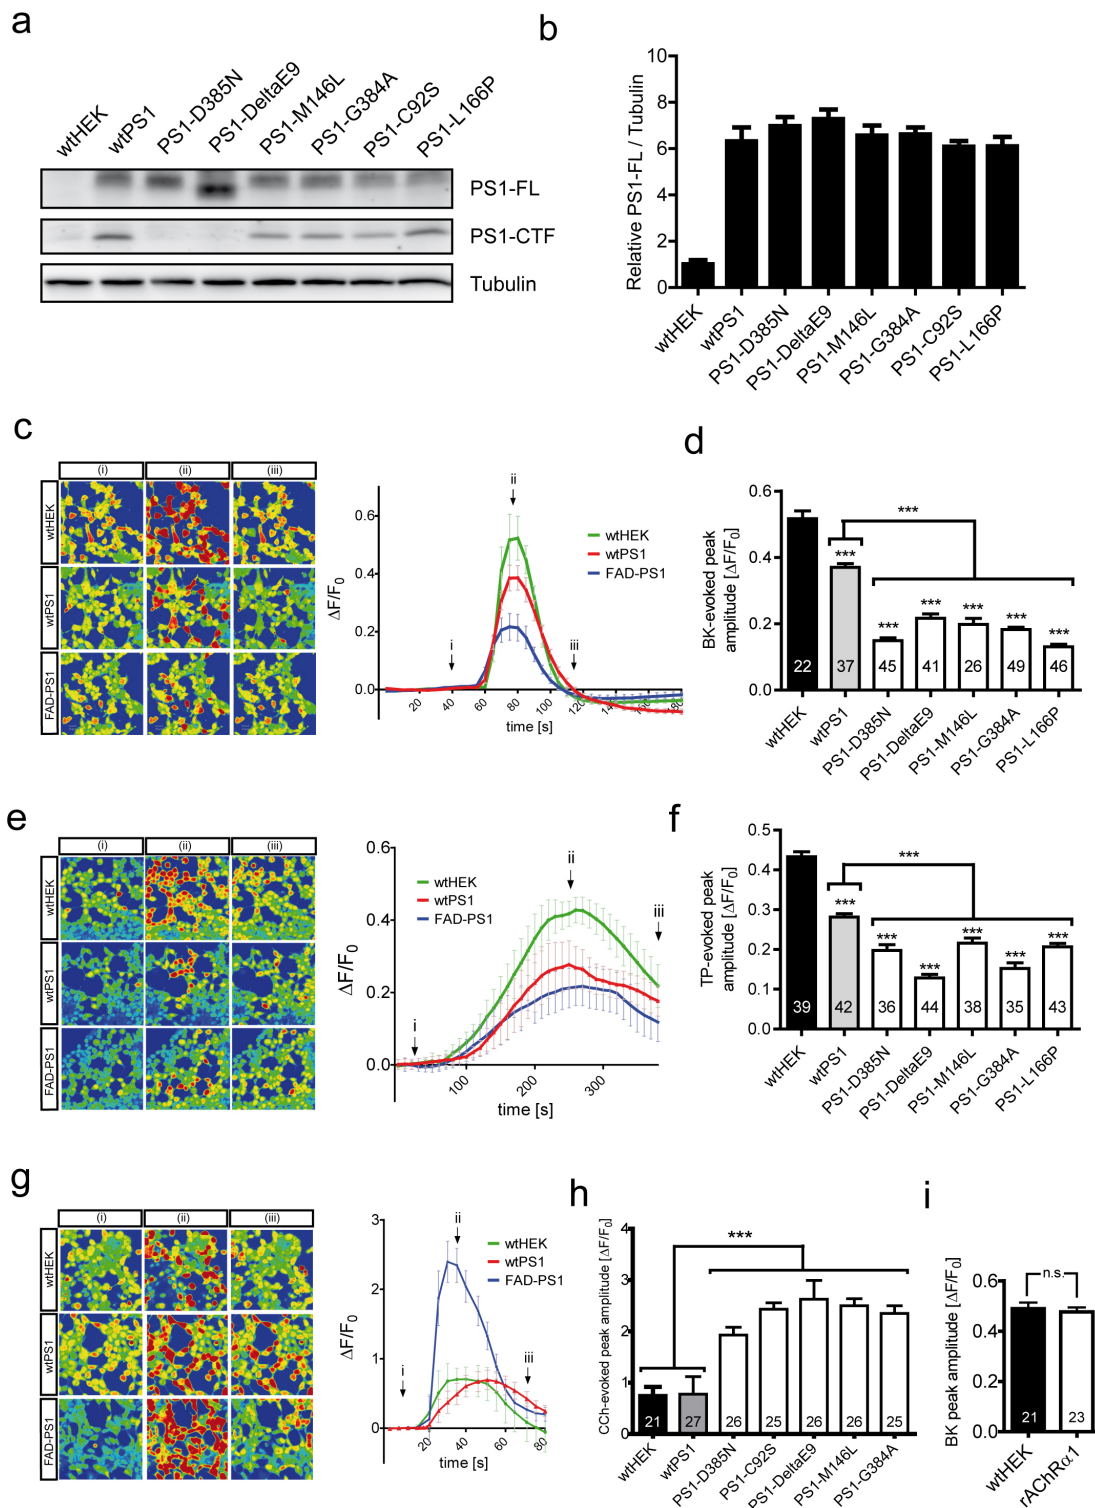 a
wtHEK
wtPS1
PS1-D385N
PS1-DeltaE9
PS1-M146L
PS1-G384A
PS1-C92S
PS1-L166P
PS1-FL
PS1-CTF
Tubulin
b
Relative PS1-FL / Tubulin
10
8
6
4
2
0
wtHEK
wtPS1
PS1-D385N
PS1-DeltaE9
PS1-M146L
PS1-G384A
PS1-C92S
PS1-L166P
c
(i)
(ii)
(iii)
wtHEK
wtPS1
FAD-PS1
ΔF/F0
0.6
0.4
0.2
0.0
i
ii
iii
wtHEK
wtPS1
FAD-PS1
20
40
60
80
100
120
140
160
180
time [s]
d
BK-evoked peak
amplitude [ΔF/F0]
0.6
0.4
0.2
0.0
***
***
***
***
***
***
***
22
37
45
41
26
49
46
wtHEK
wtPS1
PS1-D385N
PS1-DeltaE9
PS1-M146L
PS1-G384A
PS1-L166P
e
(i)
(ii)
(iii)
wtHEK
wtPS1
FAD-PS1
ΔF/F0
0.6
0.4
0.2
0.0
i
ii
iii
wtHEK
wtPS1
FAD-PS1
100
200
300
time [s]
f
TP-evoked peak
amplitude [ΔF/F0]
0.5
0.4
0.3
0.2
0.1
0.0
***
***
***
***
***
***
***
39
42
36
44
38
35
43
wtHEK
wtPS1
PS1-D385N
PS1-DeltaE9
PS1-M146L
PS1-G384A
PS1-L166P
g
(i)
(ii)
(iii)
wtHEK
wtPS1
FAD-PS1
ΔF/F0
3
2
1
0
i
ii
iii
wtHEK
wtPS1
FAD-PS1
20
40
60
80
time [s]
h
CCh-evoked peak amplitude [ΔF/F0]
4
3
2
1
0
***
21
27
26
25
26
26
25
wtHEK
wtPS1
PS1-D385N
PS1-C92S
PS1-DeltaE9
PS1-M146L
PS1-G384A
i
BK peak amplitude [ΔF/F0]
0.6
0.4
0.2
0.0
n.s.
21
23
wtHEK
rAChRα1